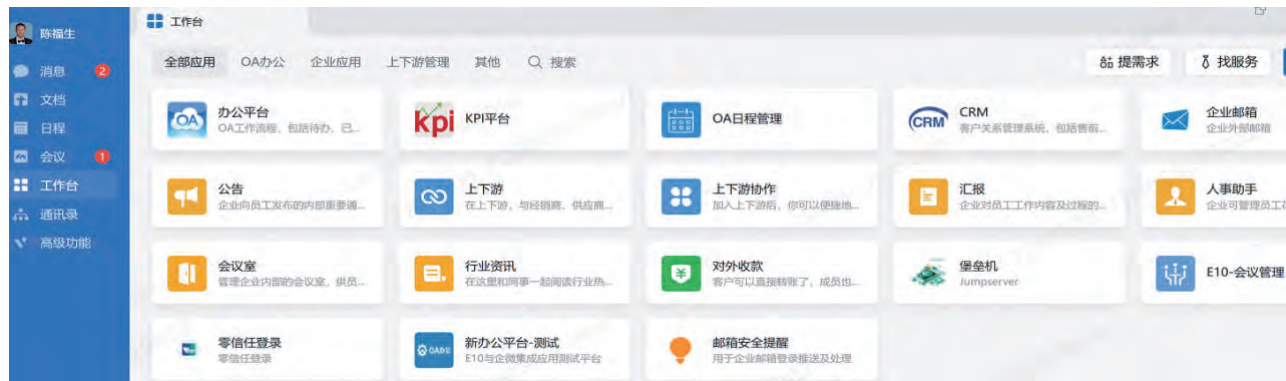 陈福生
消息 2
文档
日程
会议 1
工作台
通讯录
高级功能
工作台
全部应用 OA办公 企业应用 上下游管理 其他 搜索 提需求 找服务
OA 办公平台
OA工作流程，包括待办、已...
kpi KPI平台
OA日程管理
CRM CRM
客户关系管理系统，包括售前...
企业邮箱
企业外部邮箱
公告
企业向员工发布的内部重要通...
上下游
在上下游，与经销商、供应商...
上下游协作
加入上下游后，你可以便捷地...
汇报
企业对员工工作内容及过程的...
人事助手
企业可管理员工
会议室
管理企业内部的会议室，供员...
行业资讯
在这里和同事一起阅读行业热...
对外收款
客户可以直接转账了，成员也...
堡垒机
Jumpserver
E10-会议管理
零信任登录
零信任登录
新办公平台-测试
E10与企微集成应用测试平台
邮箱安全提醒
用于企业邮箱登录推送及处理